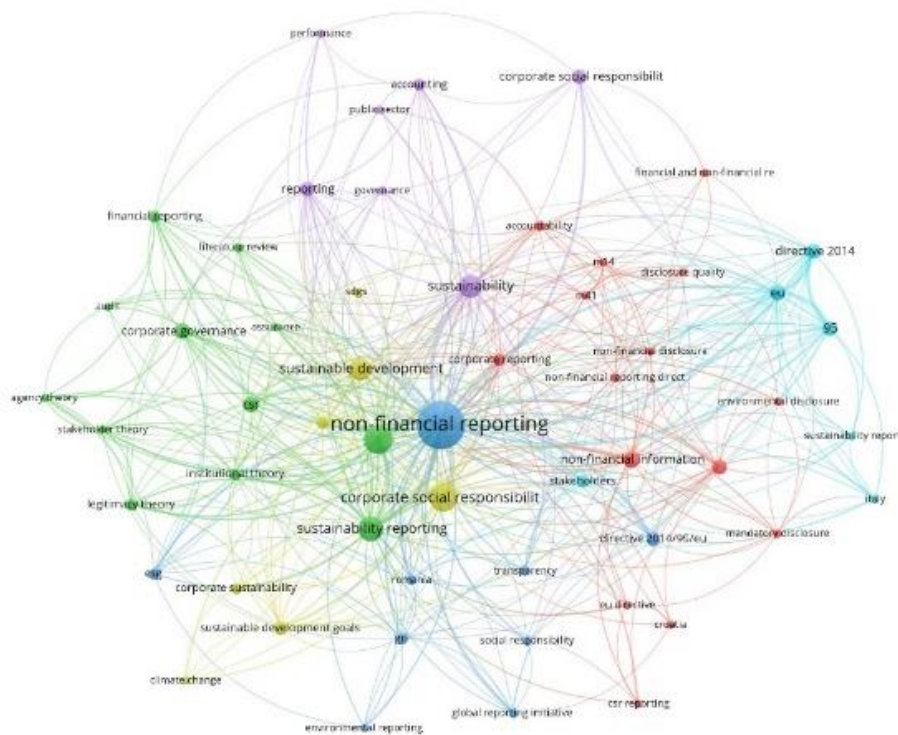 performance
corporate social responsibilit
accounting
public sector
financial and non-financial re
reporting
governance
financial reporting
accountability
literature review
directive 2014
m14
disclosure quality
sustainability
eu
sdgs
m41
audit
95
assurance
corporate governance
non-financial disclosure
corporate reporting
sustainable development
non-financial reporting direct
agency theory
environmental disclosure
csr
non-financial reporting
stakeholder theory
sustainability report
non-financial information
institutional theory
stakeholders
corporate social responsibilit
italy
legitimacy theory
sustainability reporting
mandatory disclosure
directive 2014/95/eu
transparency
esg
romania
corporate sustainability
eu directive
croatia
sustainable development goals
gri
social responsibility
climate change
csr reporting
global reporting initiative
environmental reporting